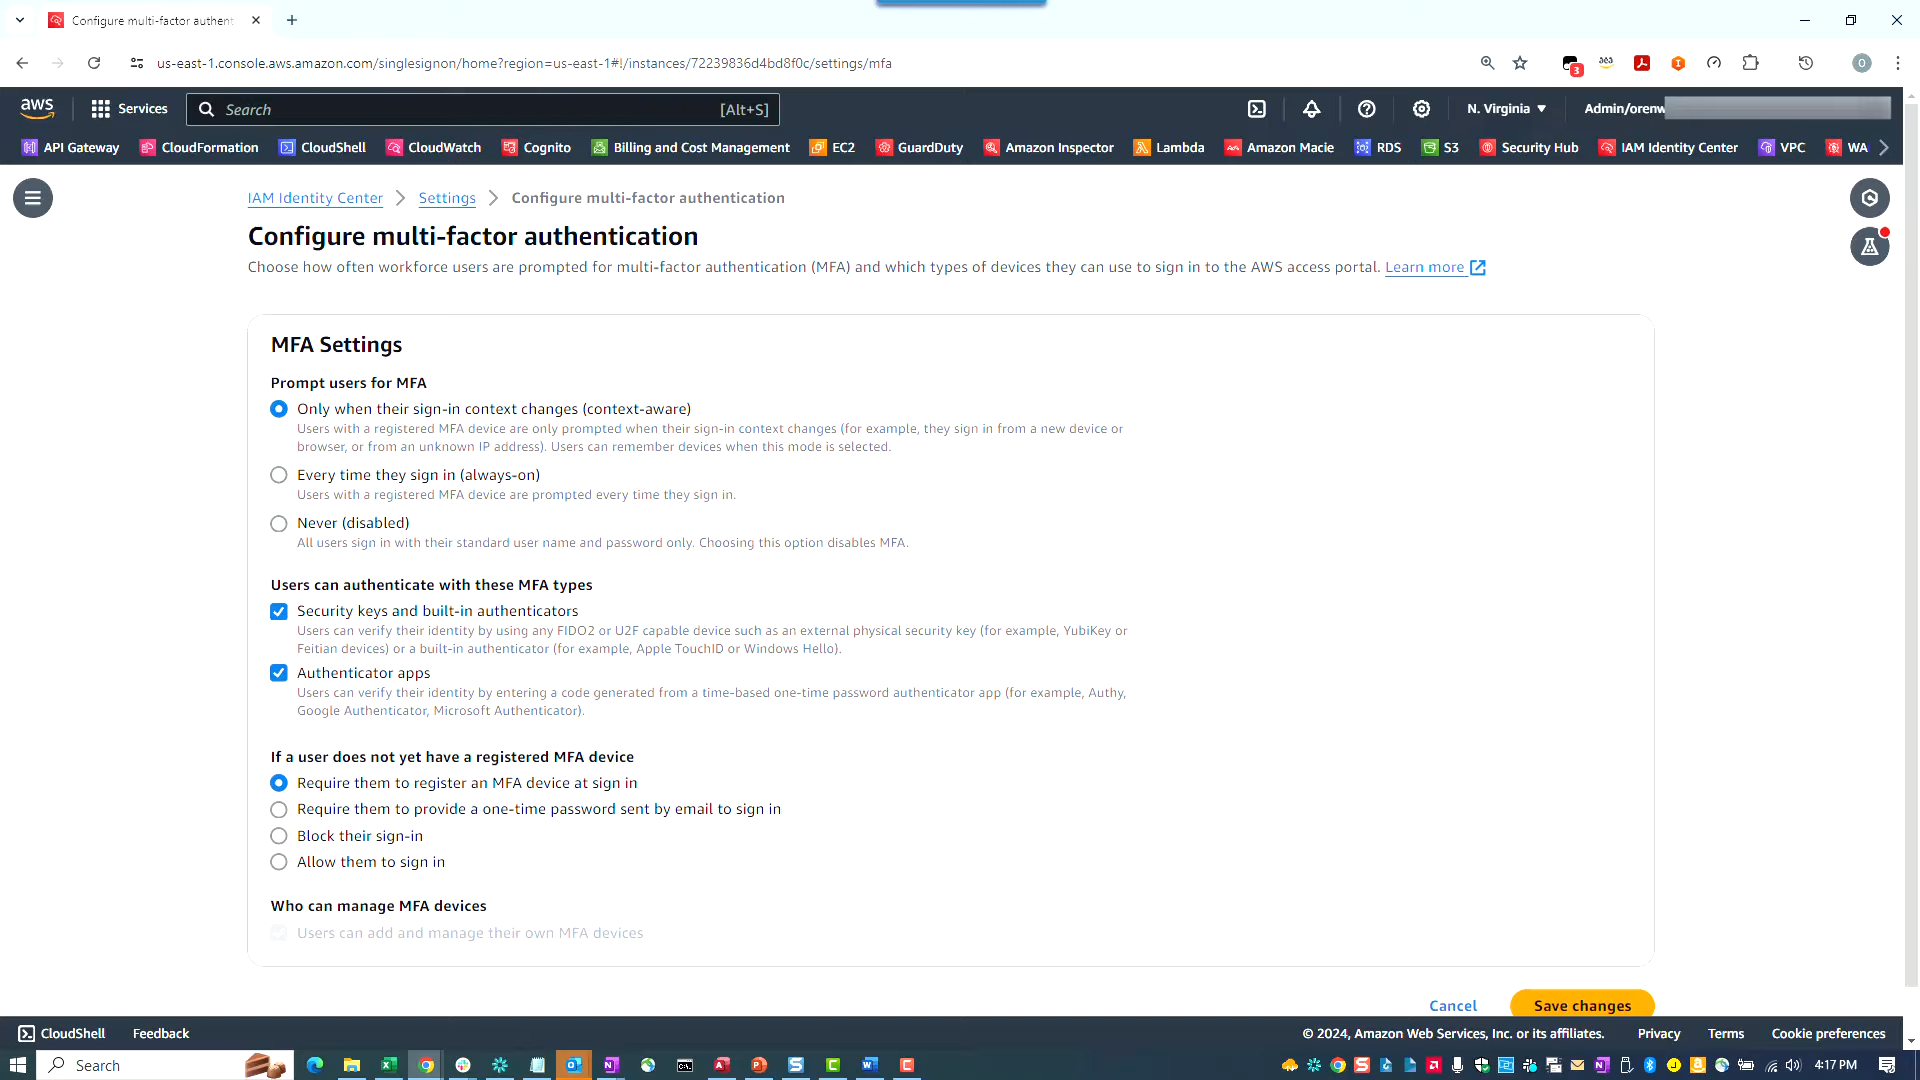 Configure multi-factor authent
us-east-1.console.aws.amazon.com/singlesignon/home?region=us-east-1#!/instances/72239836d4bd8f0c/settings/mfa
3
O
aws
Services
Search [Alt+S]
N. Virginia
Admin/orenw
API Gateway
CloudFormation
CloudShell
CloudWatch
Cognito
Billing and Cost Management
EC2
GuardDuty
Amazon Inspector
Lambda
Amazon Macie
RDS
S3
Security Hub
IAM Identity Center
VPC
WA
IAM Identity Center
Settings
Configure multi-factor authentication
Configure multi-factor authentication
Choose how often workforce users are prompted for multi-factor authentication (MFA) and which types of devices they can use to sign in to the AWS access portal. Learn more
MFA Settings
Prompt users for MFA
Only when their sign-in context changes (context-aware)
Users with a registered MFA device are only prompted when their sign-in context changes (for example, they sign in from a new device or
browser, or from an unknown IP address). Users can remember devices when this mode is selected.
Every time they sign in (always-on)
Users with a registered MFA device are prompted every time they sign in.
Never (disabled)
All users sign in with their standard user name and password only. Choosing this option disables MFA.
Users can authenticate with these MFA types
Security keys and built-in authenticators
Users can verify their identity by using any FIDO2 or U2F capable device such as an external physical security key (for example, YubiKey or
Feitian devices) or a built-in authenticator (for example, Apple TouchID or Windows Hello).
Authenticator apps
Users can verify their identity by entering a code generated from a time-based one-time password authenticator app (for example, Authy,
Google Authenticator, Microsoft Authenticator).
If a user does not yet have a registered MFA device
Require them to register an MFA device at sign in
Require them to provide a one-time password sent by email to sign in
Block their sign-in
Allow them to sign in
Who can manage MFA devices
Users can add and manage their own MFA devices
Cancel
Save changes
CloudShell
Feedback
© 2024, Amazon Web Services, Inc. or its affiliates.
Privacy
Terms
Cookie preferences
Search
4:17 PM